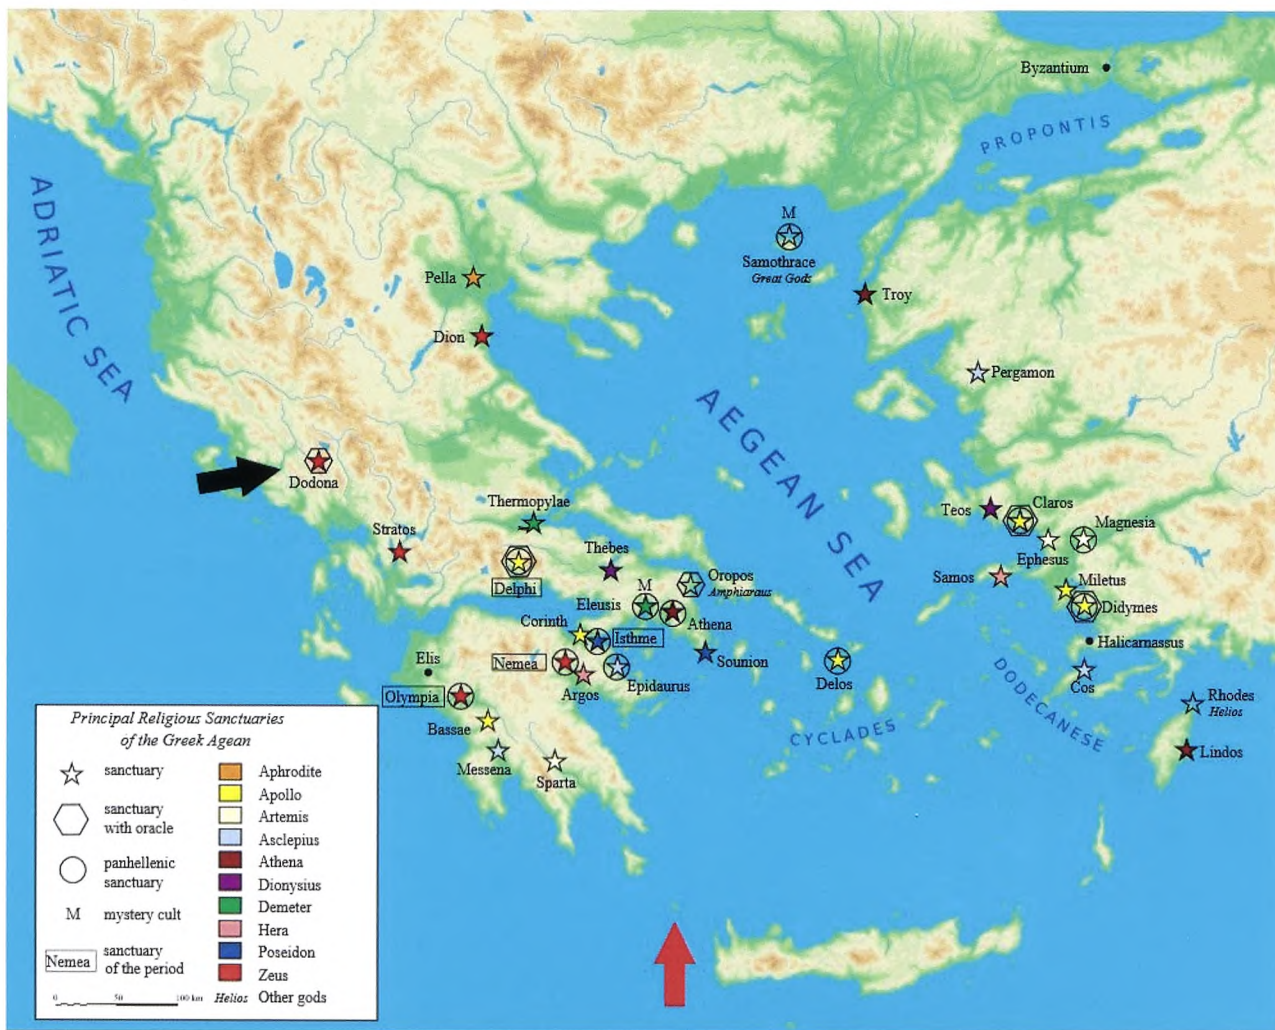 Byzantium
PROPONTIS
ADRIATIC SEA
M
Samothrace
Great Gods
Pella
Troy
Dion
Pergamon
AEGEAN SEA
Dodona
Thermopylae
Teos
Claros
Stratos
Magnesia
Thebes
Ephesus
Delphi
Oropos
Amphiaraus
Samos
Miletus
M
Eleusis
Didymes
Athena
Corinth
Isthme
Halicarnassus
Sounion
Elis
Nemea
Argos
Epidaurus
Delos
DODECANESE
Cos
Olympia
Rhodes
Helios
Bassae
CYCLADES
Lindos
Messena
Sparta
Principal Religious Sanctuaries
of the Greek Agean
sanctuary
sanctuary
with oracle
panhellenic
sanctuary
M mystery cult
Nemea
sanctuary
of the period
0 50 100 km
Aphrodite
Apollo
Artemis
Asclepius
Athena
Dionysius
Demeter
Hera
Poseidon
Zeus
Helios Other gods